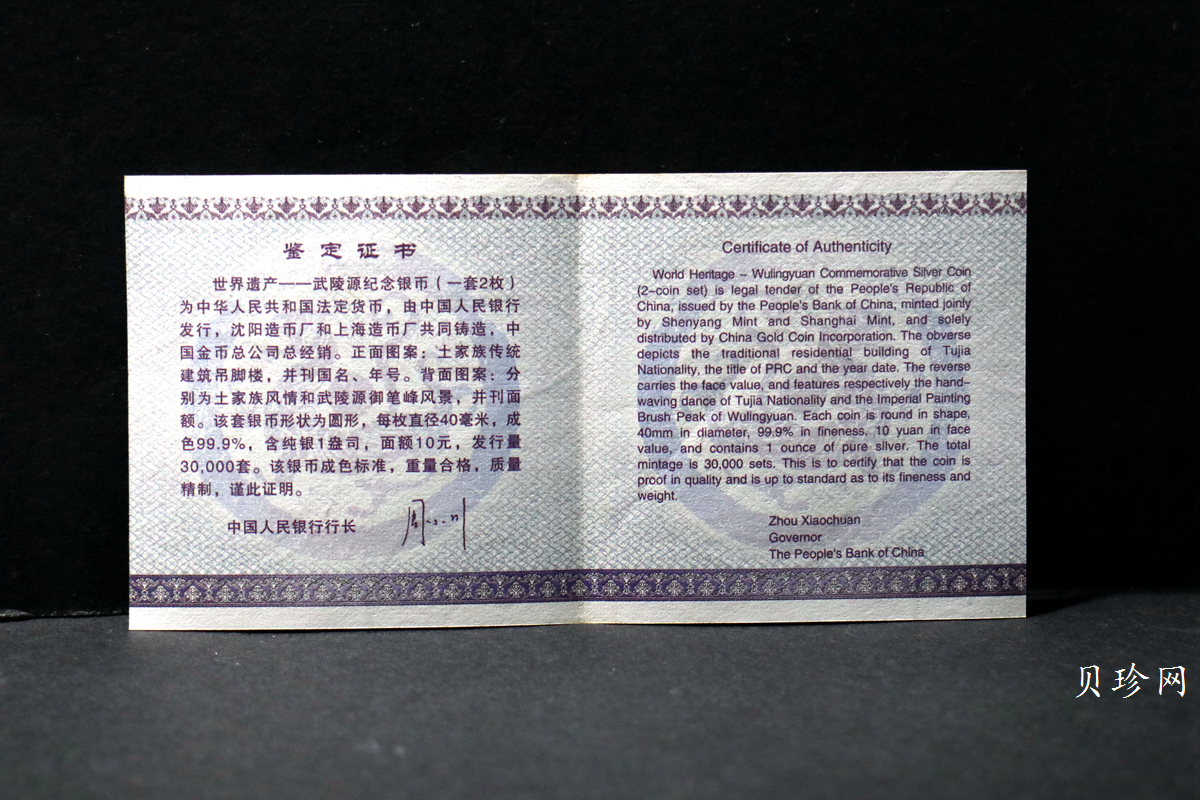 鉴定证书
世界遗产——武陵源纪念银币（一套2枚）
为中华人民共和国法定货币，由中国人民银行
发行，沈阳造币厂和上海造币厂共同铸造，中
国金币总公司总经销。正面图案：土家族传统
建筑吊脚楼，并刊国名、年号。背面图案：分
别为土家族风情和武陵源御笔峰风景，并刊面
额。该套银币形状为圆形，每枚直径40毫米，成
色99.9%，含纯银1盎司，面额10元，发行量
30,000套。该银币成色标准，重量合格，质量
精制，谨此证明。
中国人民银行行长
周小川
Certificate of Authenticity
World Heritage – Wulingyuan Commemorative Silver Coin
(2–coin set) is legal tender of the People's Republic of
China, issued by the People's Bank of China, minted jointly
by Shenyang Mint and Shanghai Mint, and solely
distributed by China Gold Coin Incorporation. The obverse
depicts the traditional residential building of Tujia
Nationality, the title of PRC and the year date. The reverse
carries the face value, and features respectively the hand–
waving dance of Tujia Nationality and the Imperial Painting
Brush Peak of Wulingyuan. Each coin is round in shape,
40mm in diameter, 99.9% in fineness, 10 yuan in face
value, and contains 1 ounce of pure silver. The total
mintage is 30,000 sets. This is to certify that the coin is
proof in quality and is up to standard as to its fineness and
weight.
Zhou Xiaochuan
Governor
The People's Bank of China
贝珍网